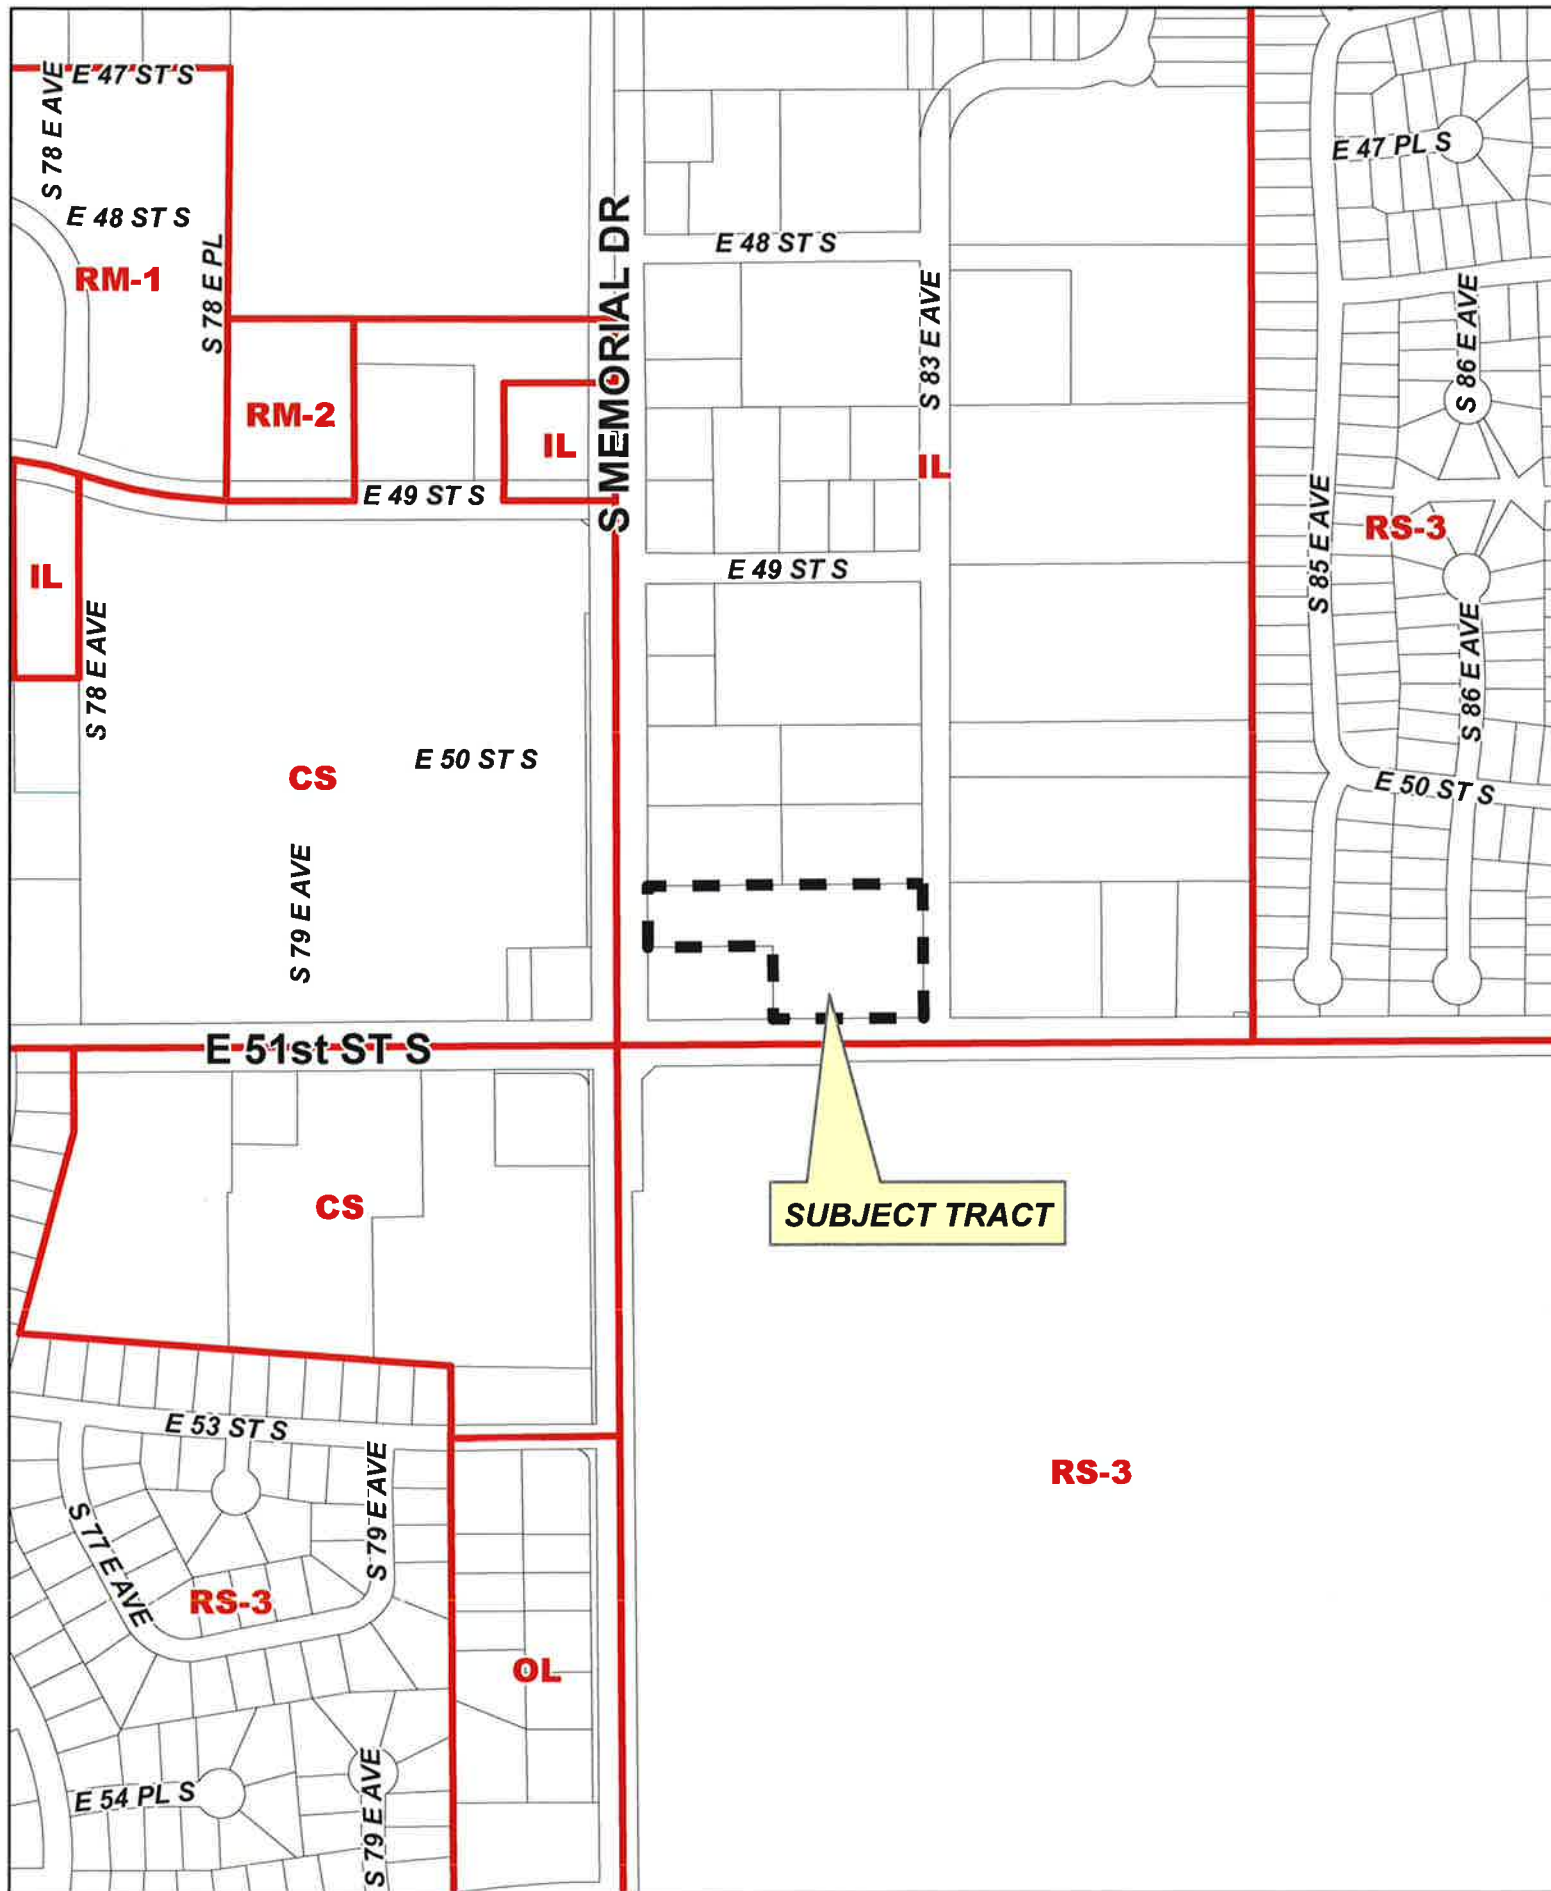 E 47 ST S
S 78 E AVE
E 47 PL S
E 48 ST S
S 78 E PL
RM-1
S MEMORIAL DR
E 48 ST S
S 83 E AVE
S 86 E AVE
RM-2
IL
IL
E 49 ST S
S 85 E AVE
RS-3
IL
E 49 ST S
S 78 E AVE
S 86 E AVE
CS
E 50 ST S
E 50 ST S
S 79 E AVE
E 51st ST S
CS
SUBJECT TRACT
E 53 ST S
S 79 E AVE
RS-3
S 77 E AVE
RS-3
OL
E 54 PL S
S 79 E AVE